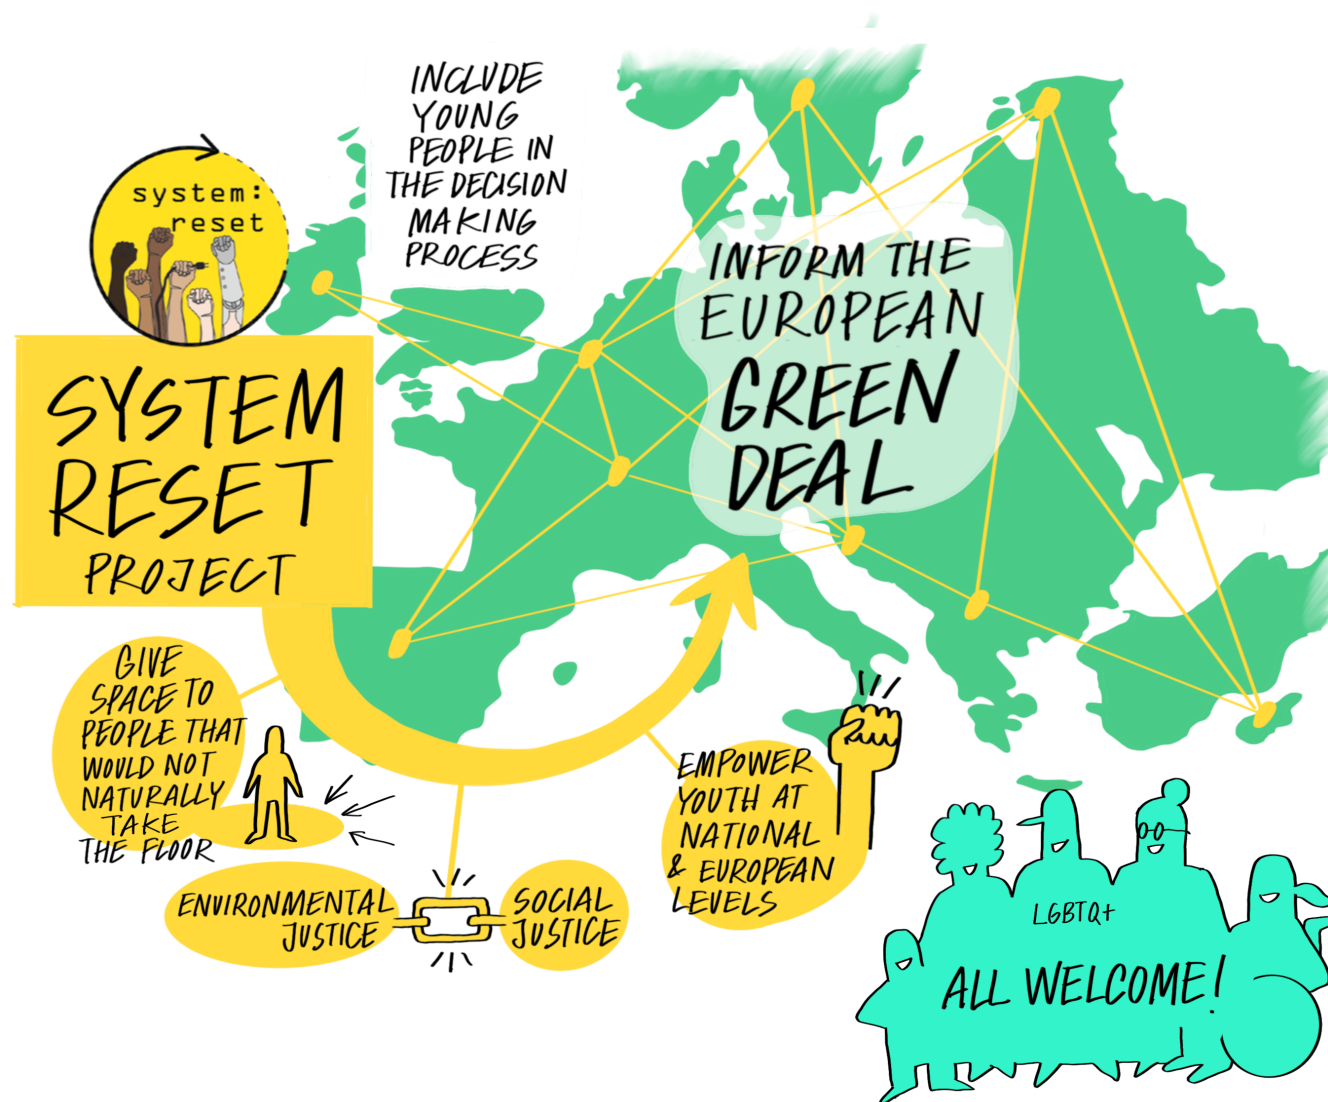 INCLUDE
YOUNG
PEOPLE IN
THE DECISION
MAKING
PROCESS
system:
reset
SYSTEM
RESET
PROJECT
INFORM THE
EUROPEAN
GREEN
DEAL
GIVE
SPACE TO
PEOPLE THAT
WOULD NOT
NATURALLY
TAKE
THE FLOOR
ENVIRONMENTAL
JUSTICE
SOCIAL
JUSTICE
EMPOWER
YOUTH AT
NATIONAL
& EUROPEAN
LEVELS
LGBTQ+
ALL WELCOME!